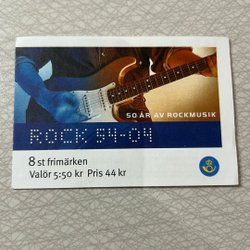 50 ÅR AV ROCKMUSIK
ROCK 54-04
8 st frimärken
Valör 5:50 kr Pris 44 kr